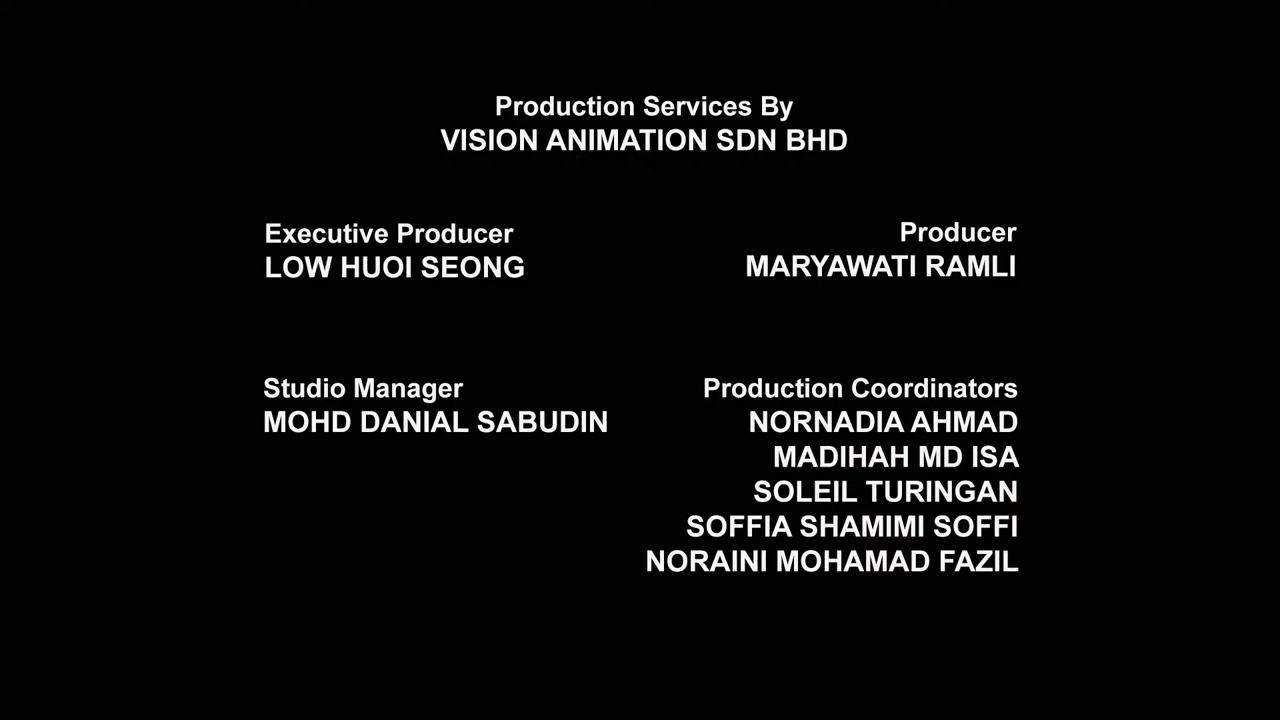 Production Services By
VISION ANIMATION SDN BHD
Executive Producer
LOW HUOI SEONG
Producer
MARYAWATI RAMLI
Studio Manager
MOHD DANIAL SABUDIN
Production Coordinators
NORNADIA AHMAD
MADIHAH MD ISA
SOLEIL TURINGAN
SOFFIA SHAMIMI SOFFI
NORAINI MOHAMAD FAZIL